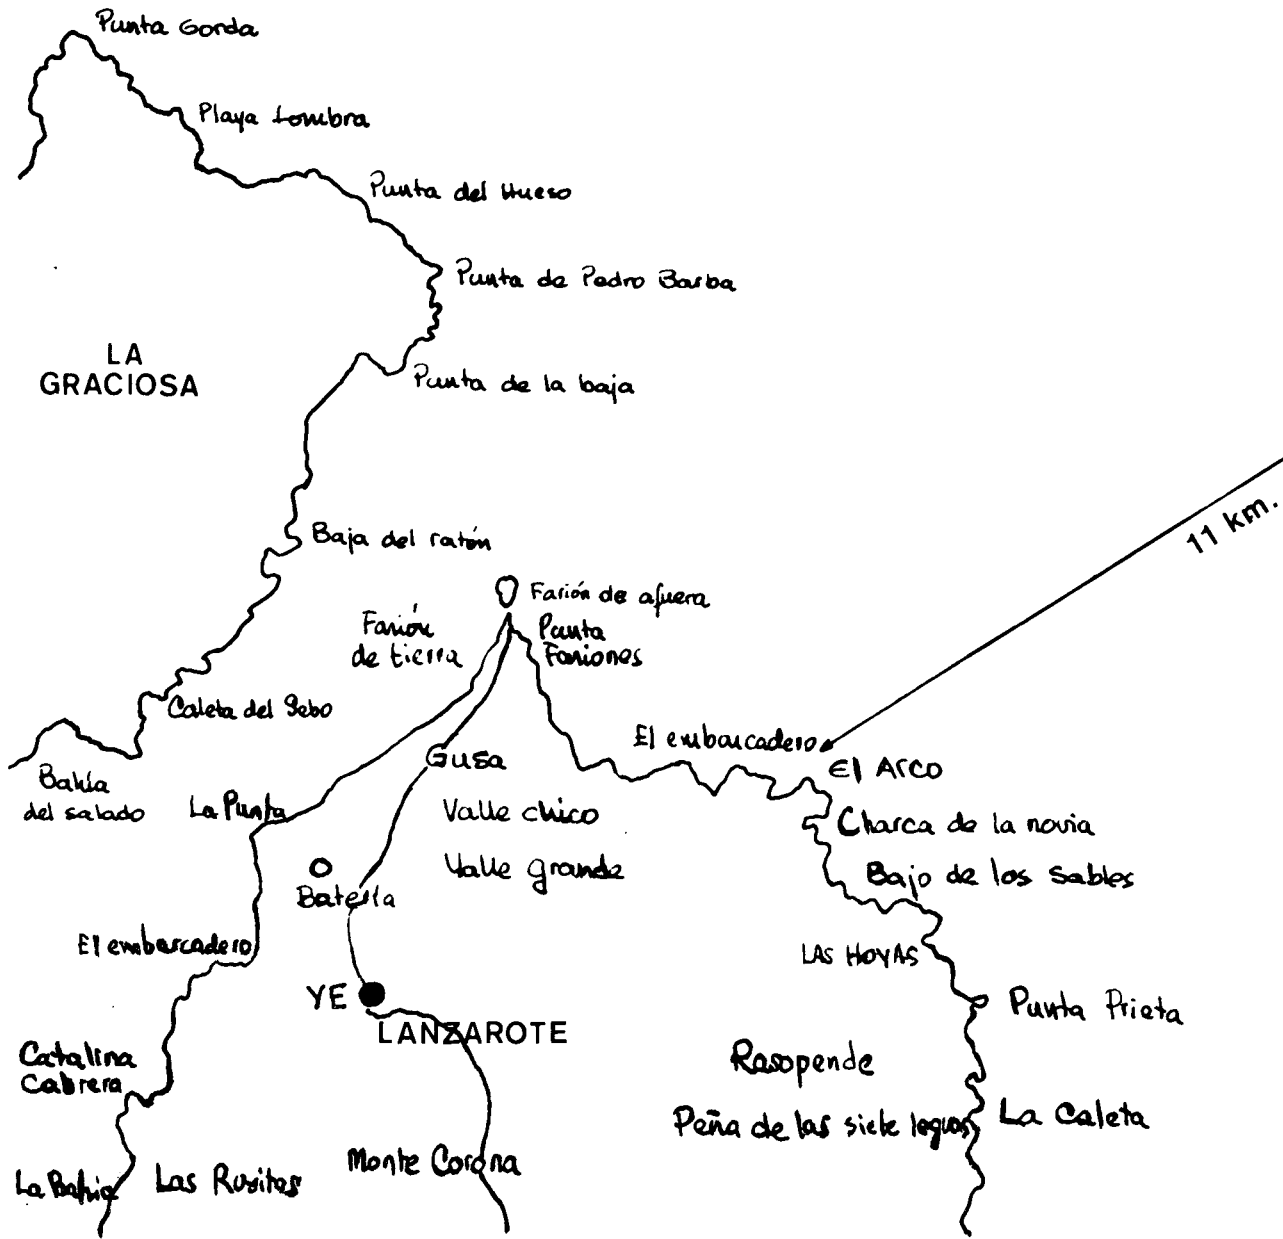 Punta Gorda
Playa Lambra
Punta del Hueso
Punta de Pedro Barba
LA
GRACIOSA
Punta de la baja
11 km.
Baja del ratón
Farión de afuera
Farión
de tierra
Punta
Fariones
Caleta del Sebo
El embarcadero
Gusa
El Arco
Bahía
del salado
La Punta
Valle chico
Charca de la novia
Valle grande
Bajo de los Sables
Batería
El embarcadero
LAS HOYAS
YE
Punta Prieta
LANZAROTE
Catalina
Cabrera
Rasopende
Peña de las siete leguas
La Caleta
Monte Corona
La Bahía
Las Rositas